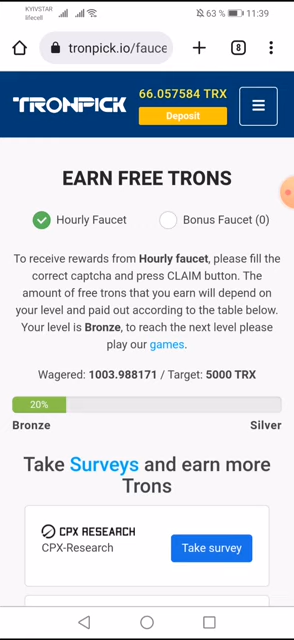 KYIVSTAR
lifecell
63 % 11:39
tronpick.io/fauce
8
TRONPICK
66.057584 TRX
Deposit
EARN FREE TRONS
Hourly Faucet
Bonus Faucet (0)
To receive rewards from Hourly faucet, please fill the
correct captcha and press CLAIM button. The
amount of free trons that you earn will depend on
your level and paid out according to the table below.
Your level is Bronze, to reach the next level please
play our games.
Wagered: 1003.988171 / Target: 5000 TRX
20%
Bronze
Silver
Take Surveys and earn more
Trons
CPX RESEARCH
CPX-Research
Take survey